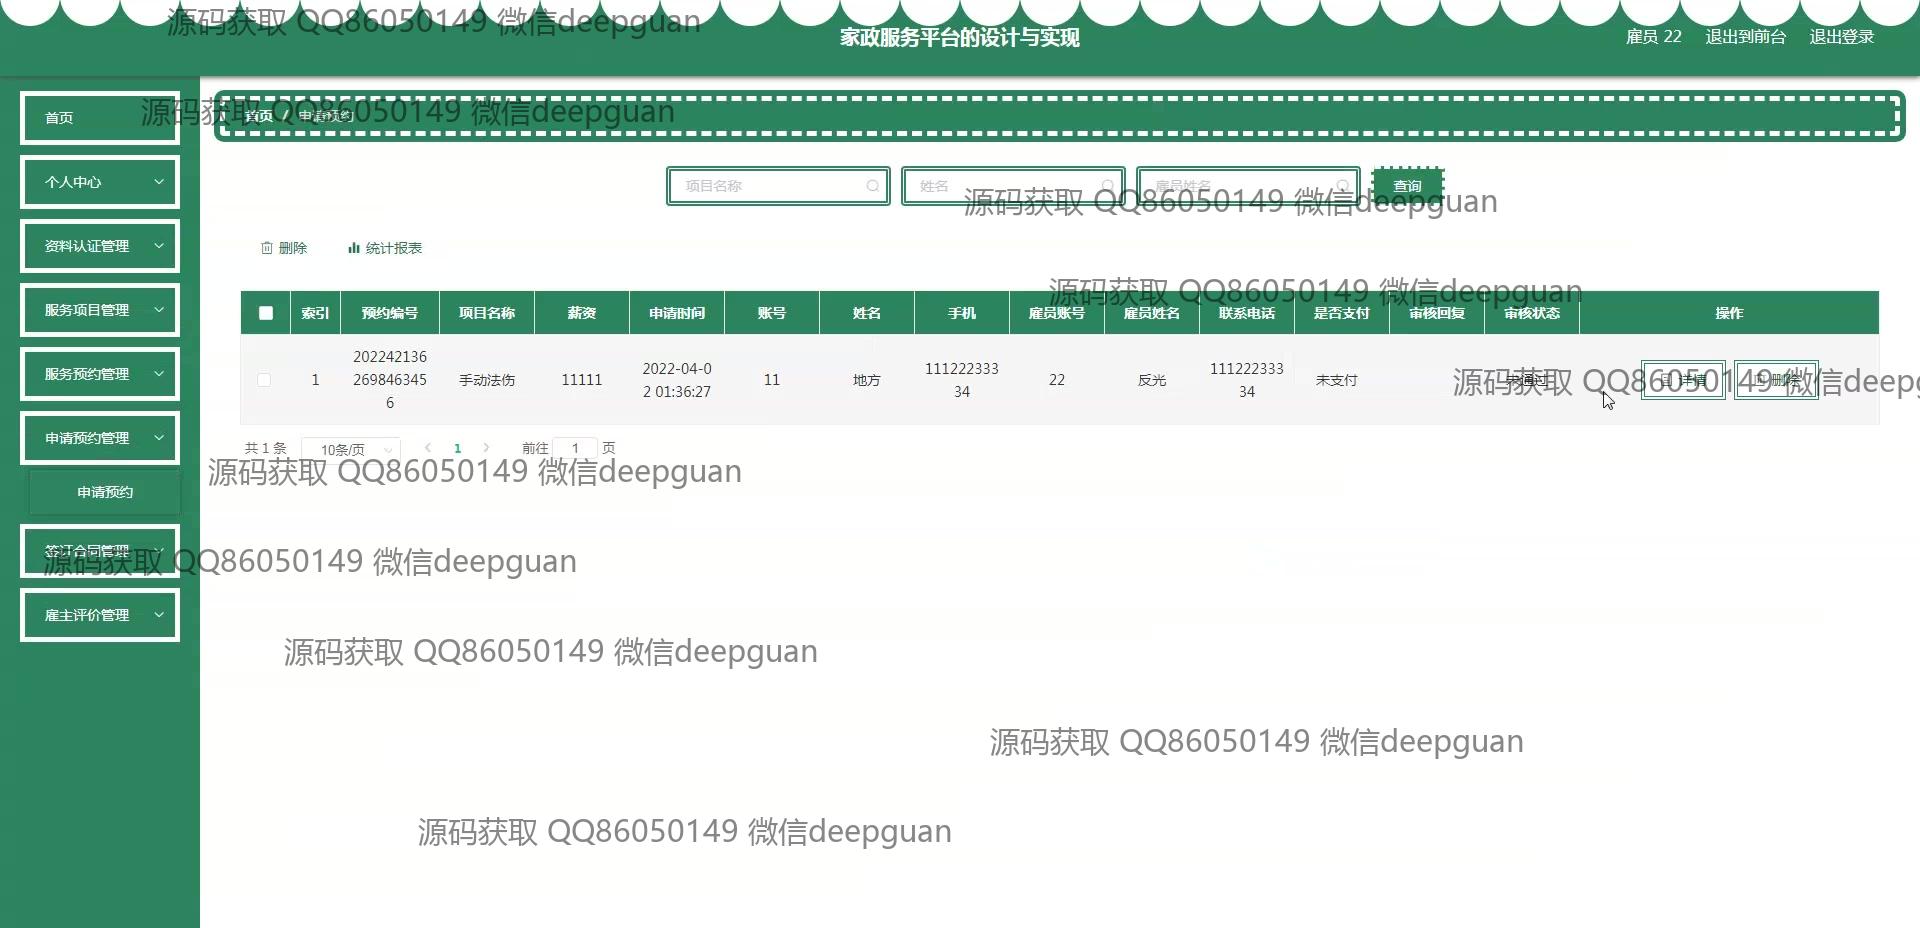 源码获取 QQ86050149 微信deepguan
家政服务平台的设计与实现
雇员 22 退出到前台 退出登录
首页
源码获取 QQ86050149 微信deepguan
首页 / 申请预约
个人中心
项目名称 姓名 雇员姓名 查询
源码获取 QQ86050149 微信deepguan
资料认证管理
删除 统计报表
源码获取 QQ86050149 微信deepguan
服务项目管理
索引 预约编号 项目名称 薪资 申请时间 账号 姓名 手机 雇员账号 雇员姓名 联系电话 是否支付 审核回复 审核状态 操作
服务预约管理
202242136 2022-04-0 111222333 111222333
1 269846345 手动法伤 11111 11 地方 22 反光 未支付 未通过 详情 删除
6 2 01:36:27 34 34
源码获取 QQ86050149 微信deepg
申请预约管理
共 1 条 10条/页 1 前往 1 页
源码获取 QQ86050149 微信deepguan
申请预约
签订合同管理
源码获取 QQ86050149 微信deepguan
雇主评价管理
源码获取 QQ86050149 微信deepguan
源码获取 QQ86050149 微信deepguan
源码获取 QQ86050149 微信deepguan